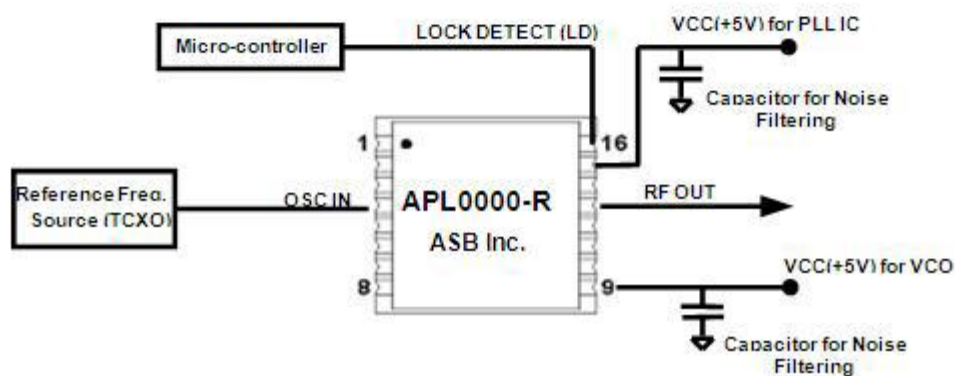 VCC(+5V) for PLL IC
Micro-controller
LOCK DETECT (LD)
Capacitor for Noise
Filtering
1
16
Reference Freq.
Source (TCXO)
OSC IN
APL0000-R
RF OUT
ASB Inc.
8
9
VCC(+5V) for VCO
Capacitor for Noise
Filtering